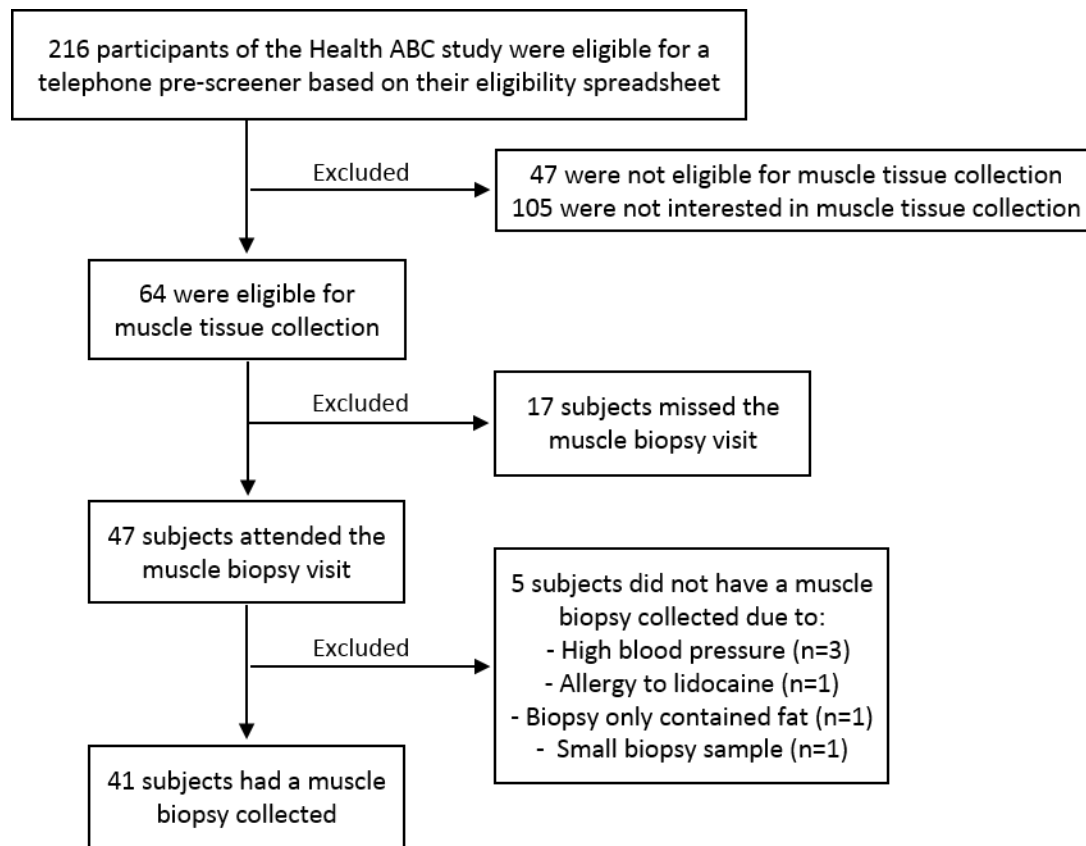 216 participants of the Health ABC study were eligible for a
telephone pre-screener based on their eligibility spreadsheet
Excluded
47 were not eligible for muscle tissue collection
105 were not interested in muscle tissue collection
64 were eligible for
muscle tissue collection
Excluded
17 subjects missed the
muscle biopsy visit
47 subjects attended the
muscle biopsy visit
Excluded
5 subjects did not have a muscle
biopsy collected due to:
- High blood pressure (n=3)
- Allergy to lidocaine (n=1)
- Biopsy only contained fat (n=1)
- Small biopsy sample (n=1)
41 subjects had a muscle
biopsy collected